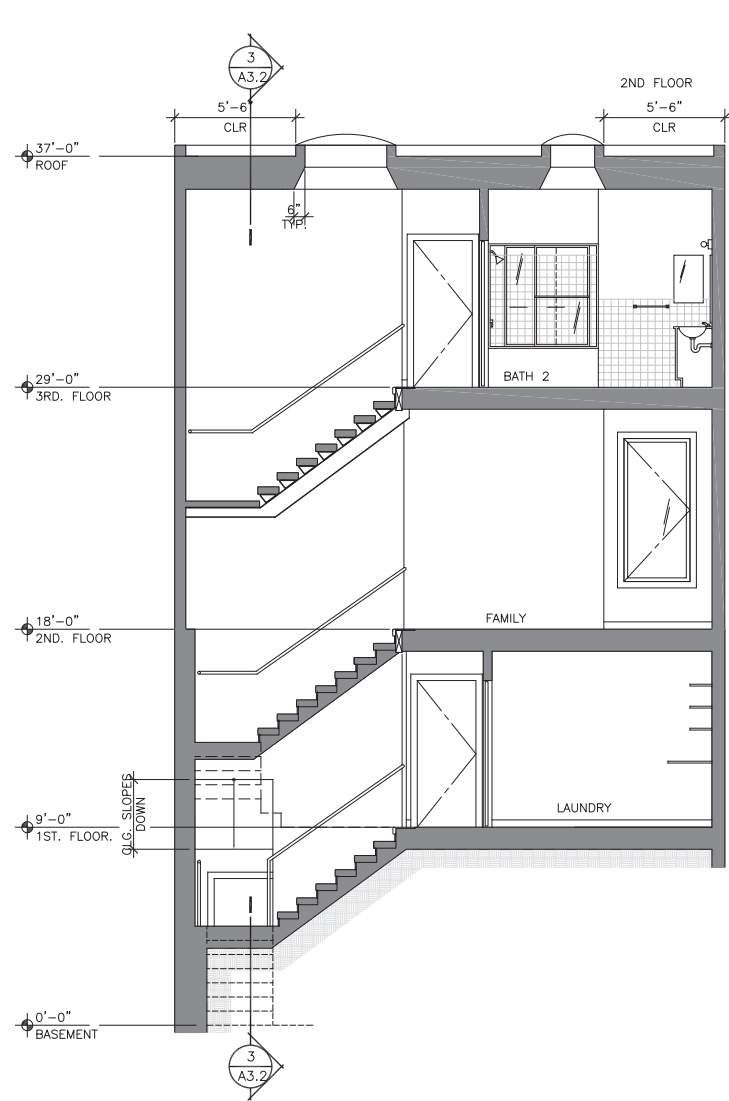 3
A3.2
2ND FLOOR
5'-6"
CLR
5'-6"
CLR
37'-0"
ROOF
6"
TYP.
BATH 2
29'-0"
3RD. FLOOR
18'-0"
2ND. FLOOR
FAMILY
CLG. SLOPES
DOWN
LAUNDRY
9'-0"
1ST. FLOOR.
0'-0"
BASEMENT
3
A3.2